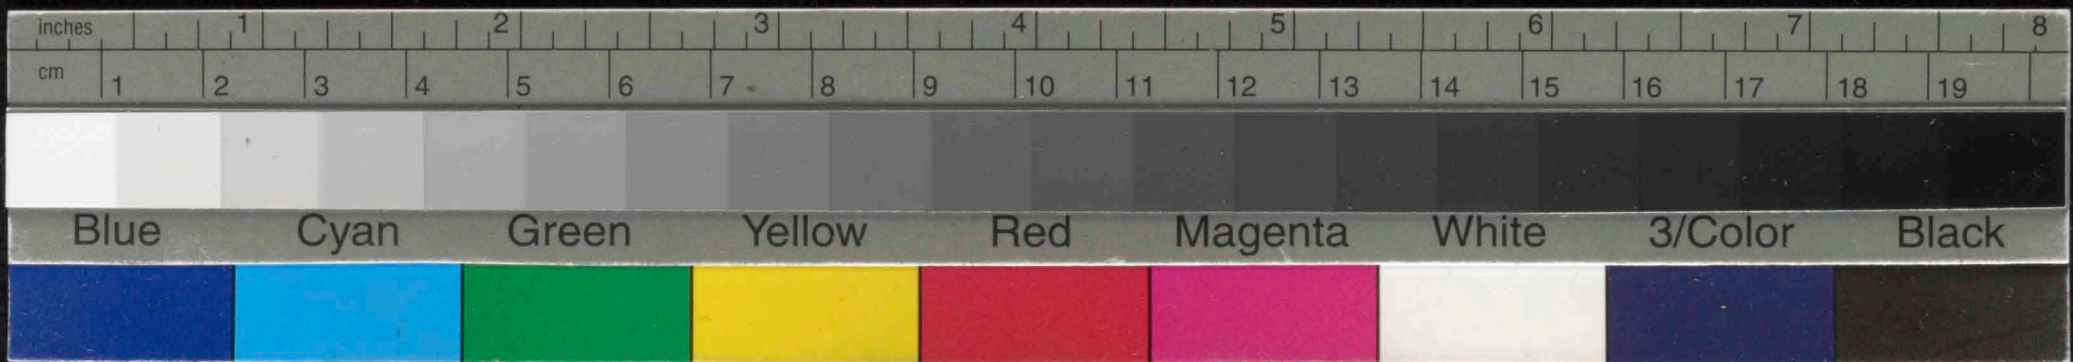 inches 1 2 3 4 5 6 7 8
cm 1 2 3 4 5 6 7 8 9 10 11 12 13 14 15 16 17 18 19
Blue Cyan Green Yellow Red Magenta White 3/Color Black